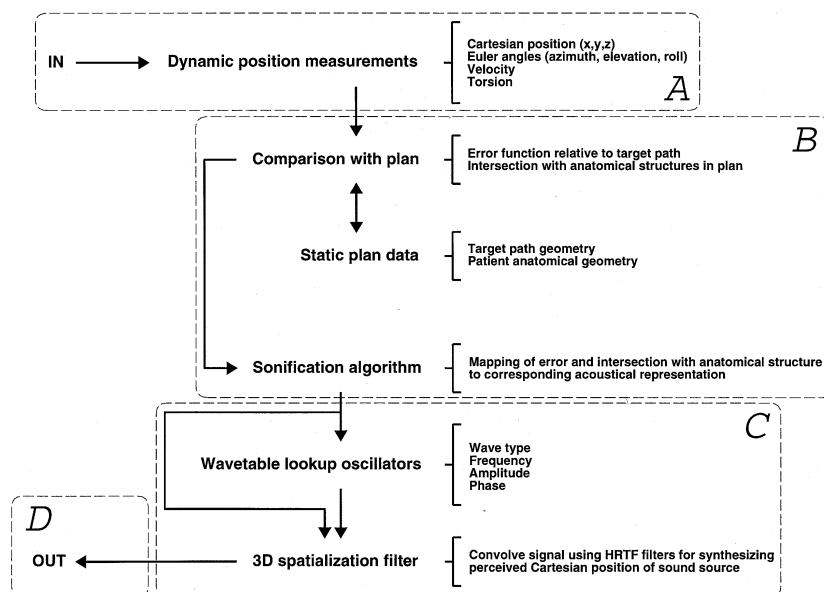 IN
Dynamic position measurements
Cartesian position (x,y,z)
Euler angles (azimuth, elevation, roll)
Velocity
Torsion
A
B
Comparison with plan
Error function relative to target path
Intersection with anatomical structures in plan
Static plan data
Target path geometry
Patient anatomical geometry
Sonification algorithm
Mapping of error and intersection with anatomical structure
to corresponding acoustical representation
C
Wavetable lookup oscillators
Wave type
Frequency
Amplitude
Phase
D
OUT
3D spatialization filter
Convolve signal using HRTF filters for synthesizing
perceived Cartesian position of sound source